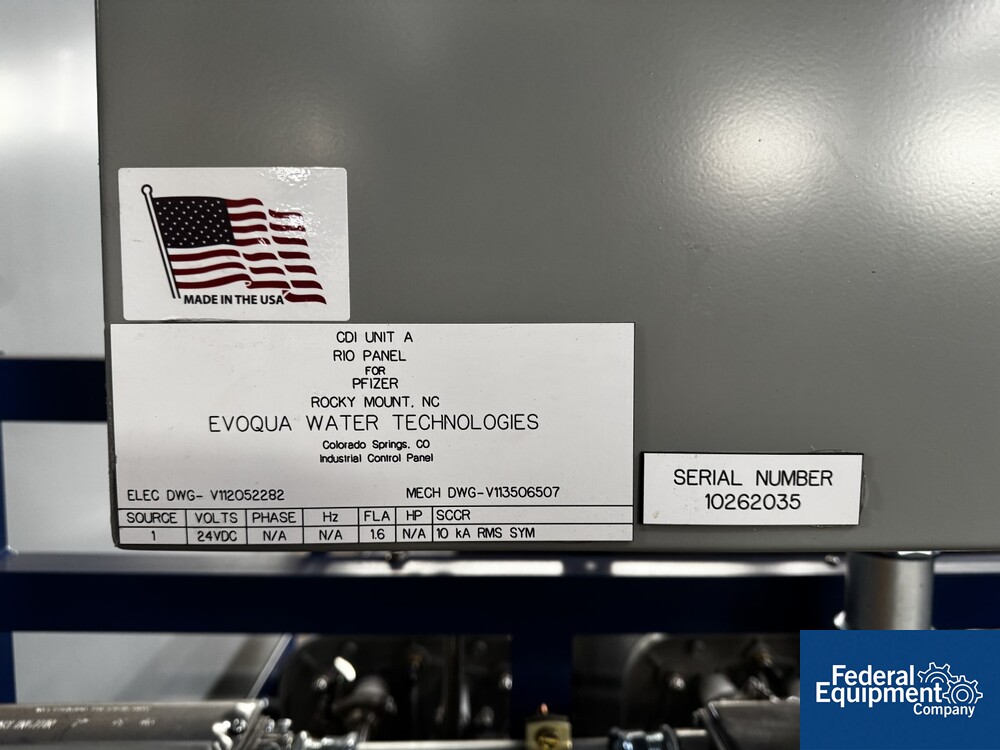 MADE IN THE USA
CDI UNIT A
RIO PANEL
FOR
PFIZER
ROCKY MOUNT, NC
EVOQUA WATER TECHNOLOGIES
Colorado Springs, CO
Industrial Control Panel
ELEC DWG- V112052282 MECH DWG-V113506507
SOURCE VOLTS PHASE Hz FLA HP SCCR
1 24VDC N/A N/A 1.6 N/A 10 kA RMS SYM
SERIAL NUMBER
10262035
Federal
Equipment
Company